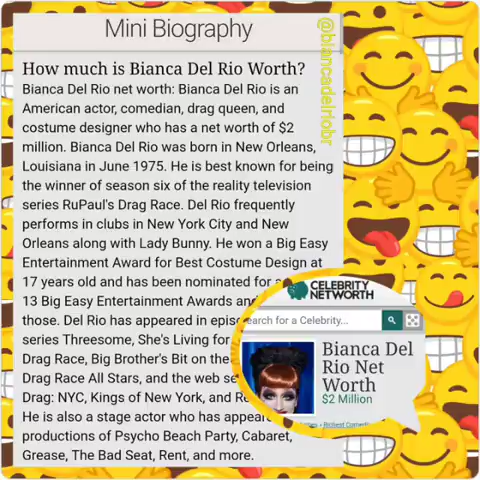 Mini Biography
@biancadelriobr
How much is Bianca Del Rio Worth?
Bianca Del Rio net worth: Bianca Del Rio is an
American actor, comedian, drag queen, and
costume designer who has a net worth of $2
million. Bianca Del Rio was born in New Orleans,
Louisiana in June 1975. He is best known for being
the winner of season six of the reality television
series RuPaul's Drag Race. Del Rio frequently
performs in clubs in New York City and New
Orleans along with Lady Bunny. He won a Big Easy
Entertainment Award for Best Costume Design at
17 years old and has been nominated for
13 Big Easy Entertainment Awards and
those. Del Rio has appeared in
series Threesome, She's Living for
Drag Race, Big Brother's Bit on the
Drag Race All Stars, and the web
Drag: NYC, Kings of New York, and
He is also a stage actor who has
productions of Psycho Beach Party, Cabaret,
Grease, The Bad Seat, Rent, and more.
CELEBRITY
NETWORTH
earch for a Celebrity...
Bianca Del
Rio Net
Worth
$2 Million
Richest